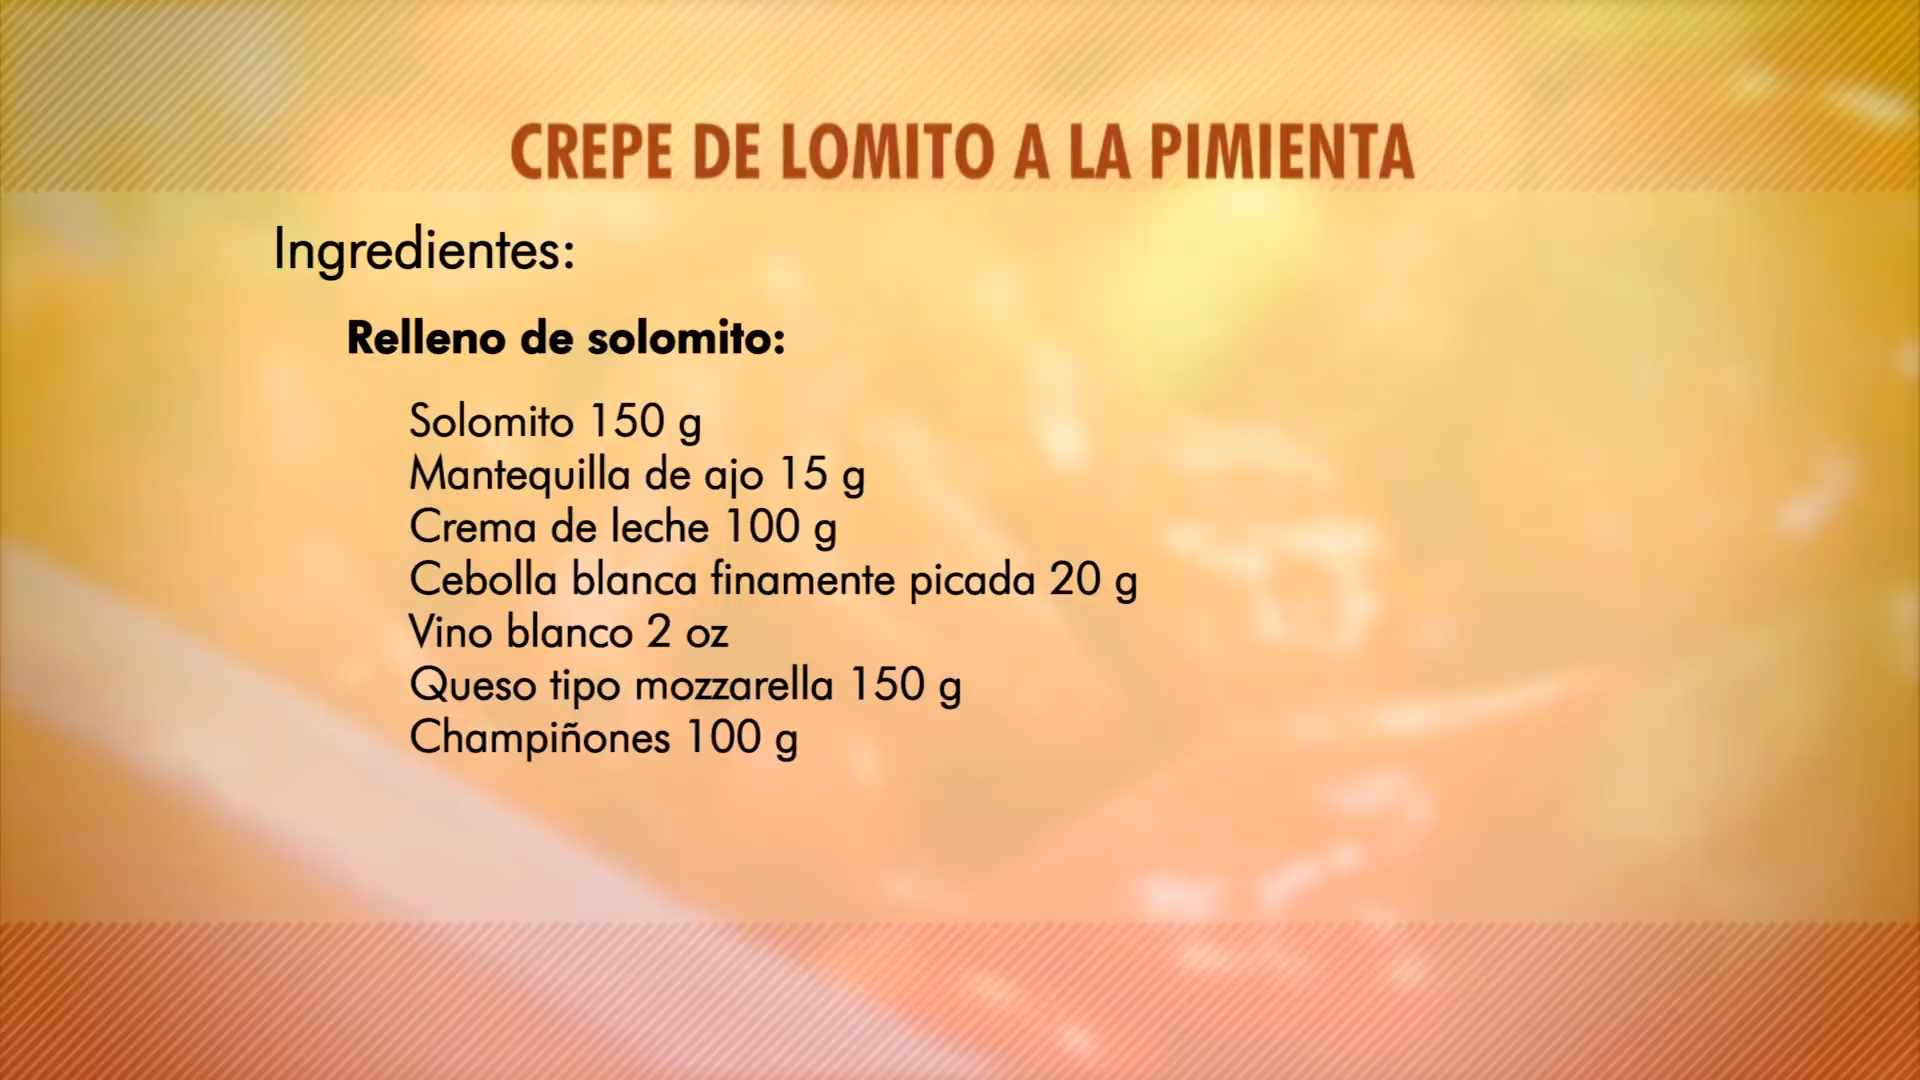 CREPE DE LOMITO A LA PIMIENTA
Ingredientes:
Relleno de solomito:
Solomito 150 g
Mantequilla de ajo 15 g
Crema de leche 100 g
Cebolla blanca finamente picada 20 g
Vino blanco 2 oz
Queso tipo mozzarella 150 g
Champiñones 100 g